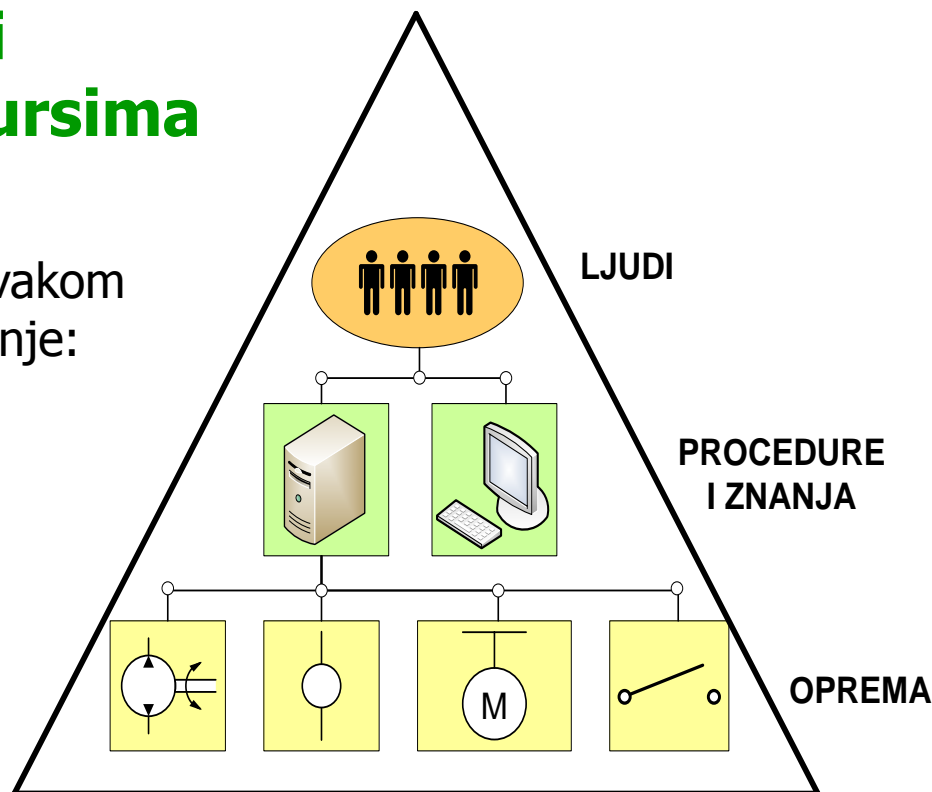 i
ursima
vakom
nje:
LJUDI
PROCEDURE
I ZNANJA
M
OPREMA